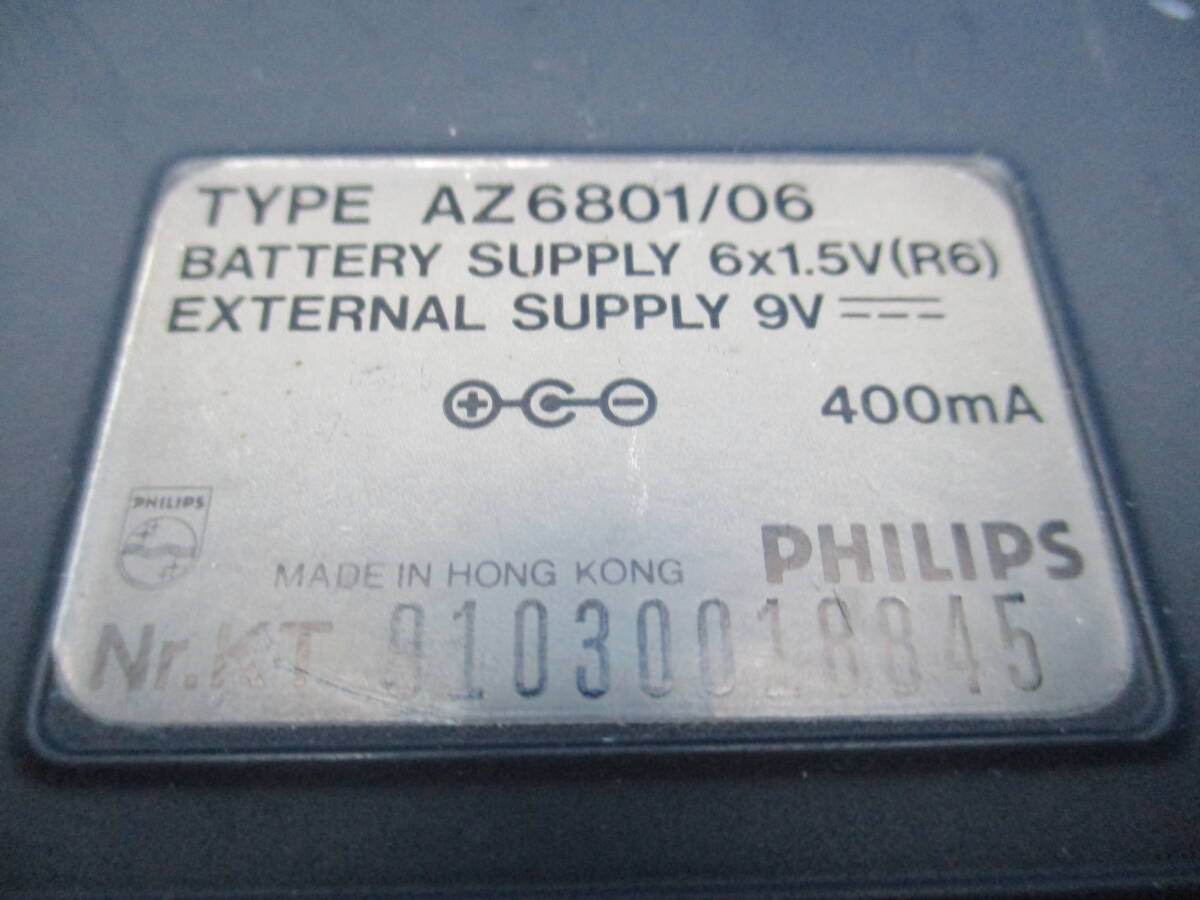 TYPE AZ6801/06
BATTERY SUPPLY 6x1.5V(R6)
EXTERNAL SUPPLY 9V
400mA
PHILIPS
MADE IN HONG KONG
PHILIPS
Nr.KT